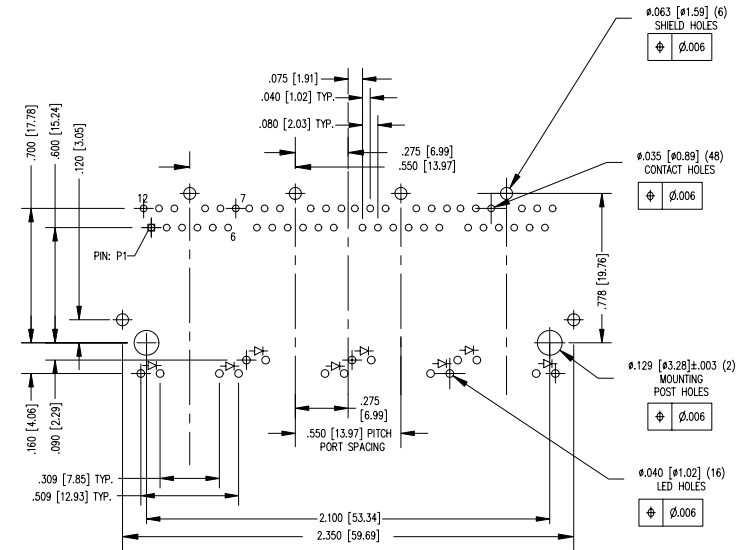 ø.063 [ø1.59] (6)
SHIELD HOLES
⌖ Ø.006
.075 [1.91]
.040 [1.02] TYP.
.080 [2.03] TYP.
.275 [6.99]
.550 [13.97]
.700 [17.78]
.600 [15.24]
.120 [3.05]
ø.035 [ø0.89] (48)
CONTACT HOLES
⌖ Ø.006
12
7
6
PIN: P1
.778 [19.76]
ø.129 [ø3.28]±.003 (2)
MOUNTING
POST HOLES
⌖ Ø.006
.160 [4.06]
.090 [2.29]
.275
[6.99]
.550 [13.97] PITCH
PORT SPACING
.309 [7.85] TYP.
.509 [12.93] TYP.
ø.040 [ø1.02] (16)
LED HOLES
⌖ Ø.006
2.100 [53.34]
2.350 [59.69]